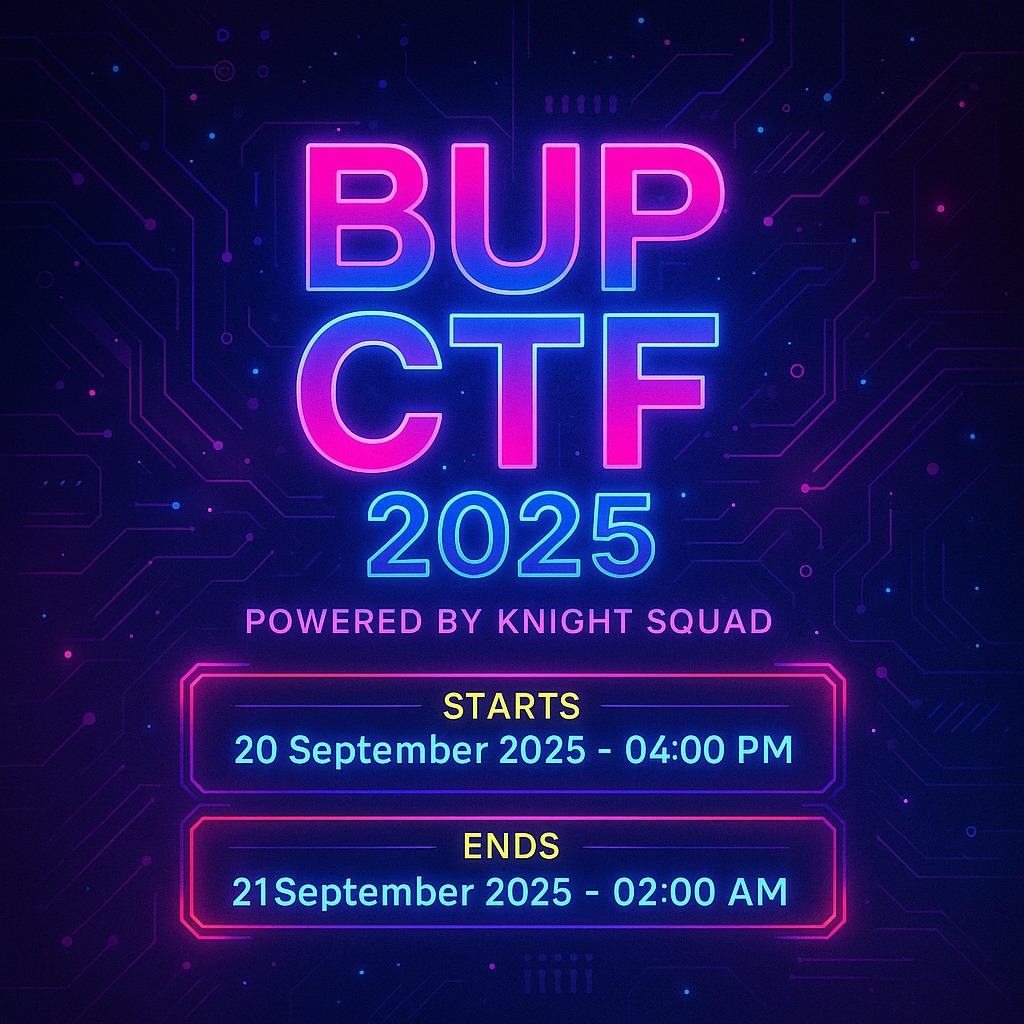 BUP
CTF
2025
POWERED BY KNIGHT SQUAD
STARTS
20 September 2025 - 04:00 PM
ENDS
21September 2025 - 02:00 AM